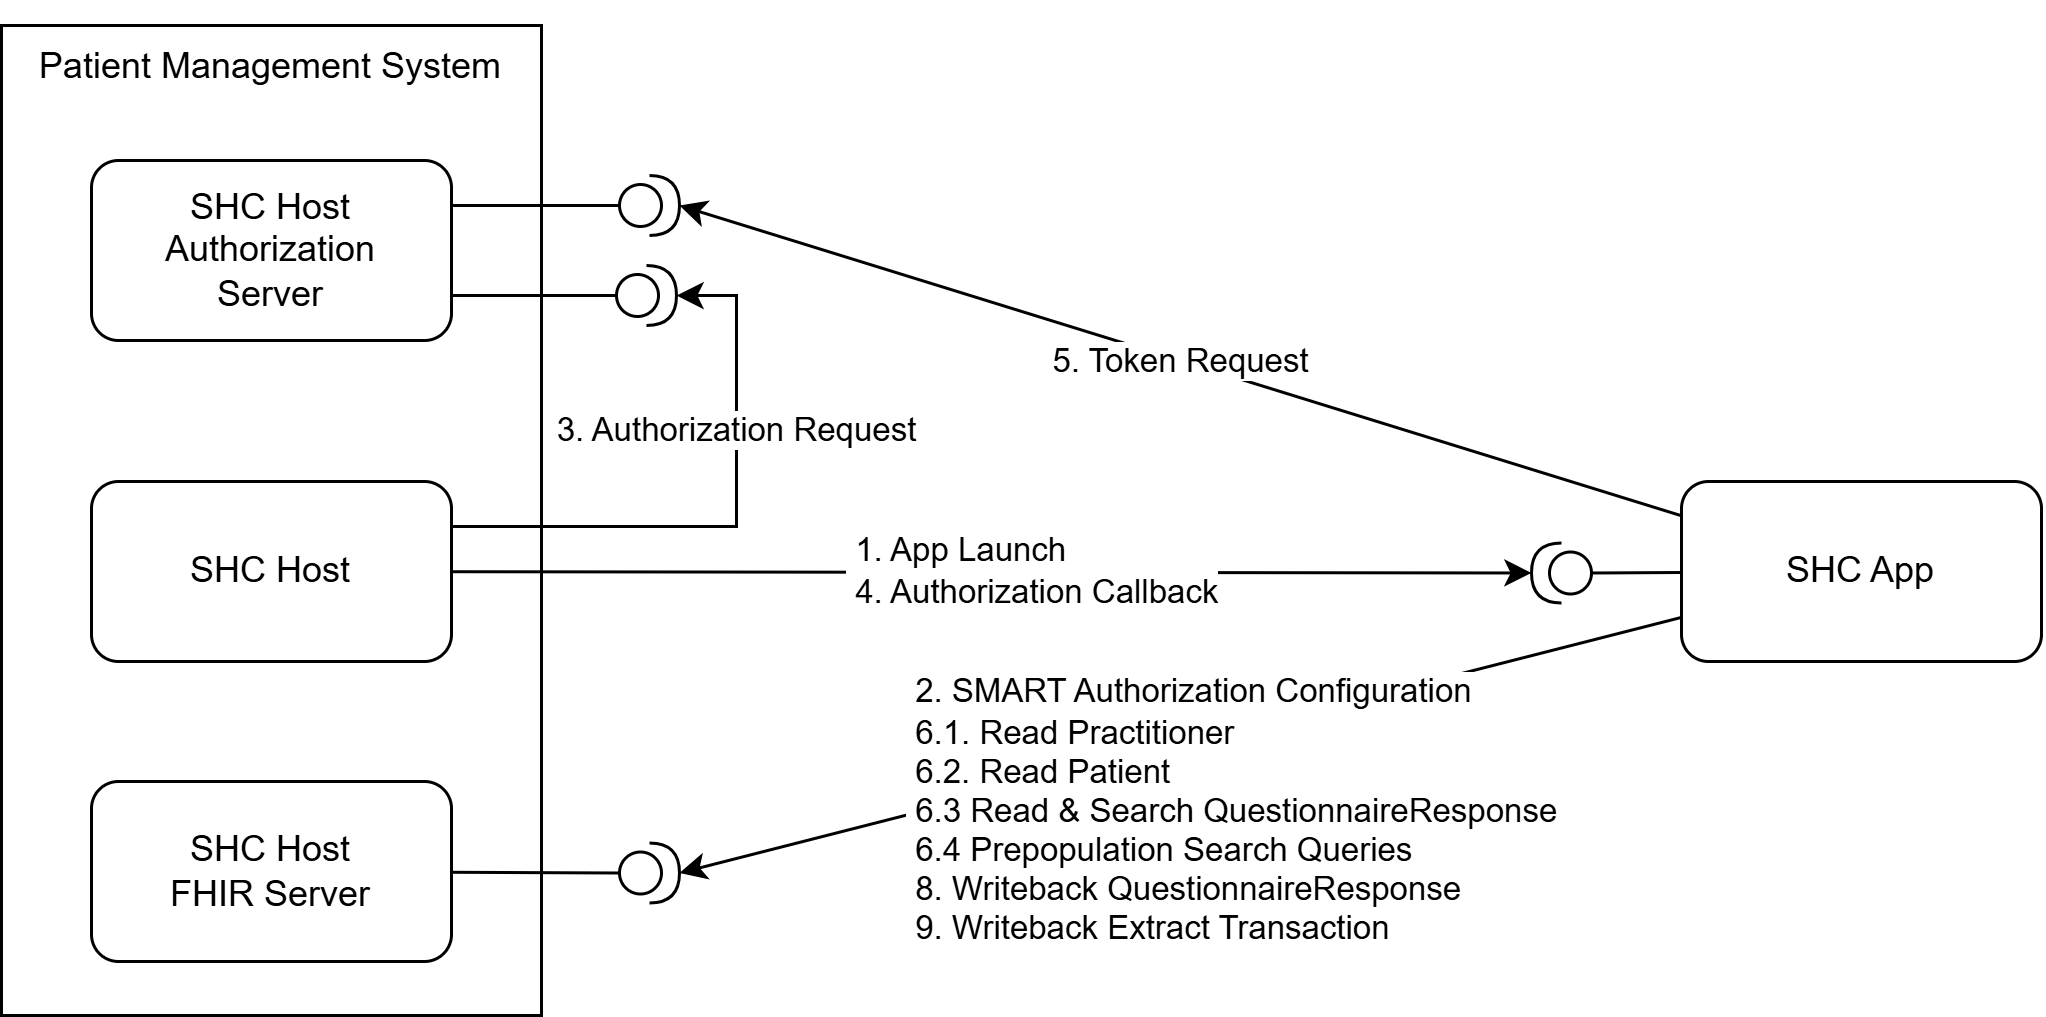 Patient Management System
SHC Host
Authorization
Server
5. Token Request
3. Authorization Request
SHC Host
1. App Launch
4. Authorization Callback
SHC App
2. SMART Authorization Configuration
6.1. Read Practitioner
6.2. Read Patient
6.3 Read & Search QuestionnaireResponse
6.4 Prepopulation Search Queries
8. Writeback QuestionnaireResponse
9. Writeback Extract Transaction
SHC Host
FHIR Server